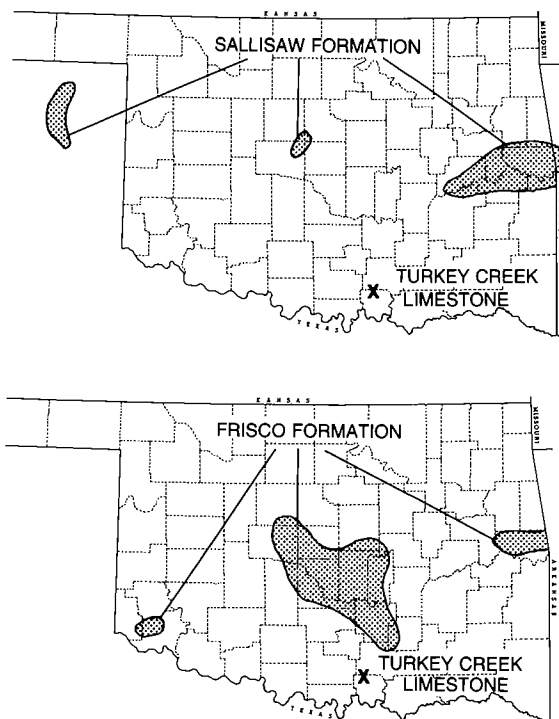 KANSAS
MISSOURI
SALLISAW FORMATION
TURKEY CREEK
LIMESTONE
TEXAS
KANSAS
MISSOURI
FRISCO FORMATION
ARKANSAS
TURKEY CREEK
LIMESTONE
X
TEXAS